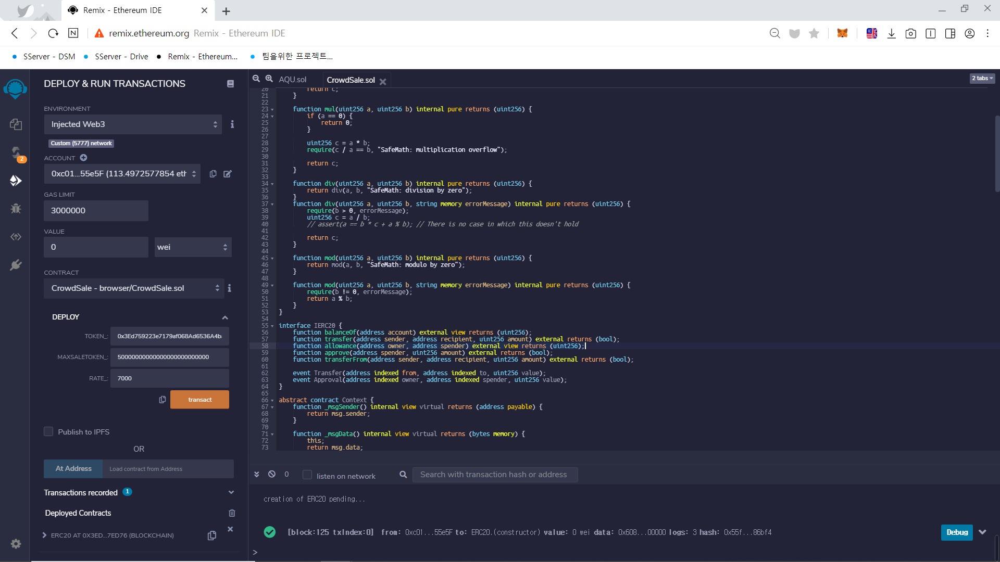 Remix - Ethereum IDE
remix.ethereum.org Remix - Ethereum IDE
SServer - DSM SServer - Drive Remix - Ethereum... 팀을위한 프로젝트...
DEPLOY & RUN TRANSACTIONS
ENVIRONMENT
Injected Web3
Custom (5777) network
ACCOUNT
0xc01...55e5F (113.4972577854 eth
GAS LIMIT
3000000
VALUE
0 wei
CONTRACT
CrowdSale - browser/CrowdSale.sol
DEPLOY
TOKEN_: 0x3Ed759223e7179af068Ad6536A4b
MAXSALETOKEN_:
RATE_: 7000
transact
Publish to IPFS
OR
At Address Load contract from Address
Transactions recorded 1
Deployed Contracts
ERC20 AT 0X3ED...7ED76 (BLOCKCHAIN)
2
AQU.sol CrowdSale.sol 2 tabs
20 return c;
21 }
22
23 function mul(uint256 a, uint256 b) internal pure returns (uint256) {
24 if (a == 0) {
25 return 0;
26 }
27
28 uint256 c = a * b;
29 require(c / a == b, "SafeMath: multiplication overflow");
30
31 return c;
32 }
33
34 function div(uint256 a, uint256 b) internal pure returns (uint256) {
35 return div(a, b, "SafeMath: division by zero");
36 }
37 function div(uint256 a, uint256 b, string memory errorMessage) internal pure returns (uint256) {
38 require(b > 0, errorMessage);
39 uint256 c = a / b;
40 // assert(a == b * c + a % b); // There is no case in which this doesn't hold
41
42 return c;
43 }
44
45 function mod(uint256 a, uint256 b) internal pure returns (uint256) {
46 return mod(a, b, "SafeMath: modulo by zero");
47 }
48
49 function mod(uint256 a, uint256 b, string memory errorMessage) internal pure returns (uint256) {
50 require(b != 0, errorMessage);
51 return a % b;
52 }
53 }
54
55 interface IERC20 {
56 function balanceOf(address account) external view returns (uint256);
57 function transfer(address sender, address recipient, uint256 amount) external returns (bool);
58 function allowance(address owner, address spender) external view returns (uint256);
59 function approve(address spender, uint256 amount) external returns (bool);
60 function transferFrom(address sender, address recipient, uint256 amount) external returns (bool);
61
62 event Transfer(address indexed from, address indexed to, uint256 value);
63 event Approval(address indexed owner, address indexed spender, uint256 value);
64 }
65
66 abstract contract Context {
67 function _msgSender() internal view virtual returns (address payable) {
68 return msg.sender;
69 }
70
71 function _msgData() internal view virtual returns (bytes memory) {
72 this;
73 return msg.data;
0 listen on network Search with transaction hash or address
creation of ERC20 pending...
[block:125 txIndex:0] from: 0xc01...55e5F to: ERC20.(constructor) value: 0 wei data: 0x608...00000 logs: 3 hash: 0x55f...86bf4 Debug
>